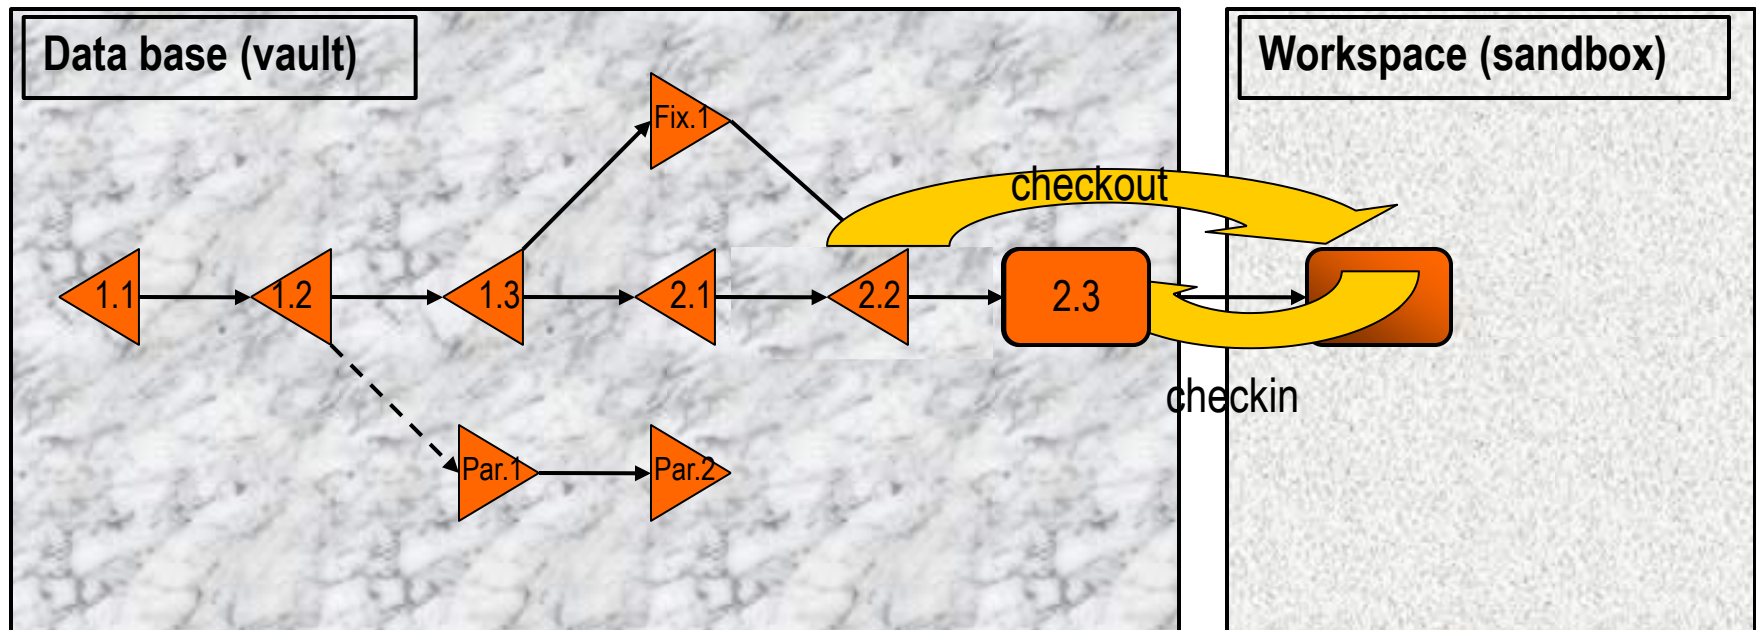 Data base (vault)
Workspace (sandbox)
Fix.1
checkout
1.1
1.2
1.3
2.1
2.2
2.3
checkin
Par.1
Par.2